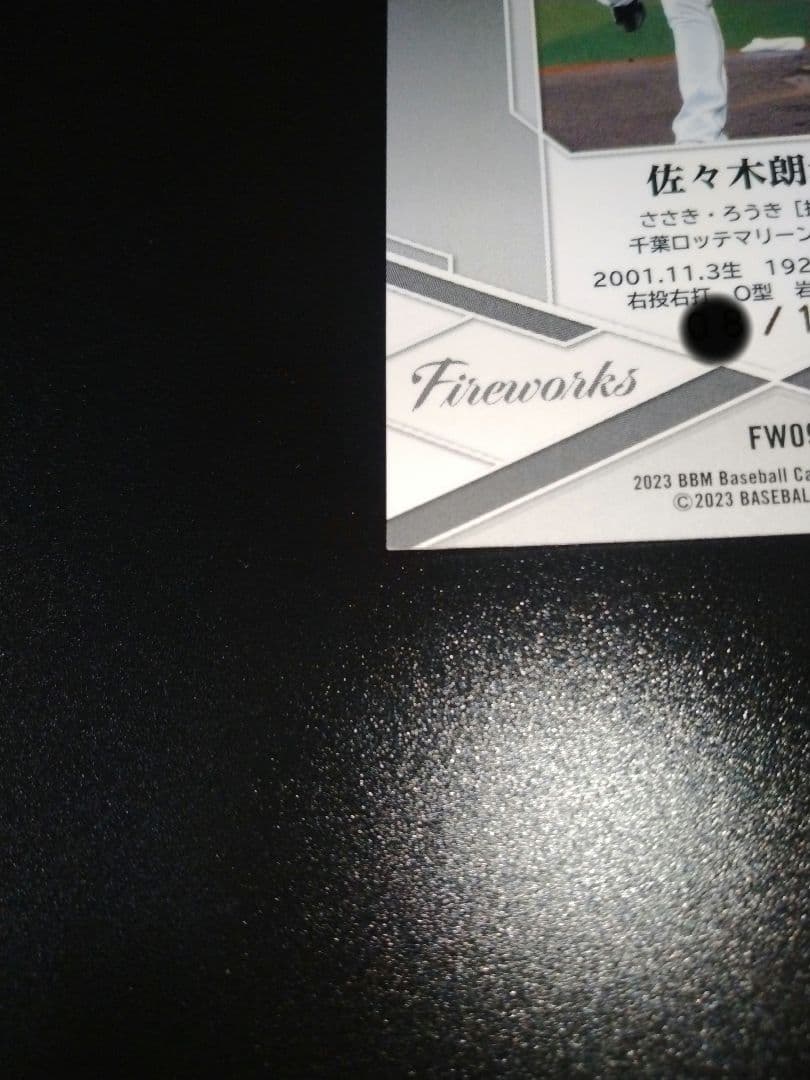 佐々木朗
ささき・ろうき [
千葉ロッテマリーン
2001.11.3生 192
右投右打 O型 岩
/ 1
Fireworks
FW09
2023 BBM Baseball Ca
©2023 BASEBAL